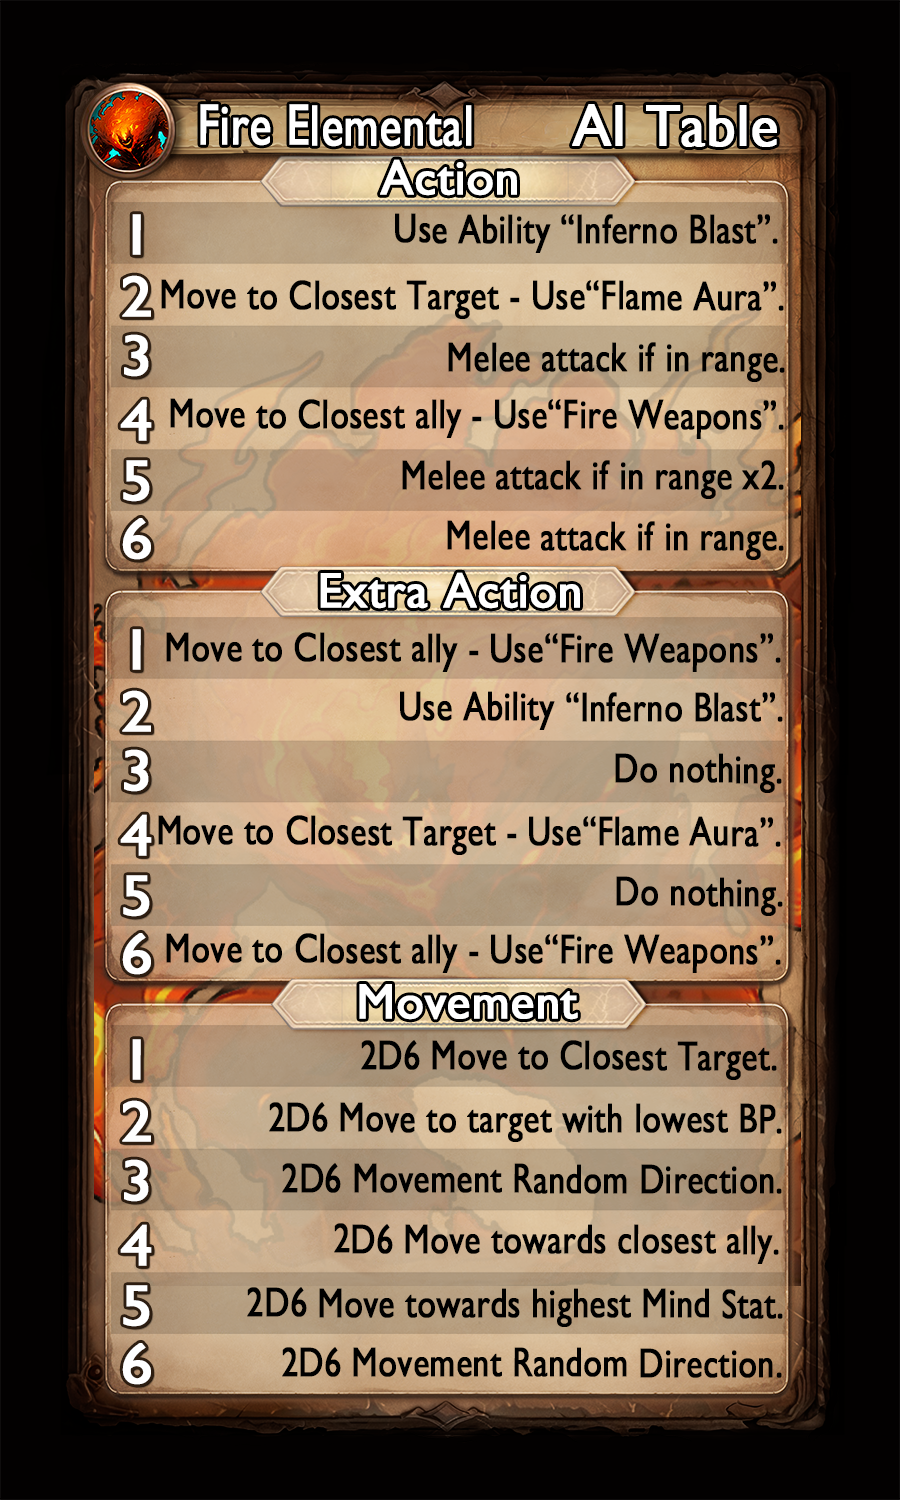 Fire Elemental AI Table
Action
1 Use Ability “Inferno Blast”.
2 Move to Closest Target - Use“Flame Aura”.
3 Melee attack if in range.
4 Move to Closest ally - Use“Fire Weapons”.
5 Melee attack if in range x2.
6 Melee attack if in range.
Extra Action
1 Move to Closest ally - Use“Fire Weapons”.
2 Use Ability “Inferno Blast”.
3 Do nothing.
4 Move to Closest Target - Use“Flame Aura”.
5 Do nothing.
6 Move to Closest ally - Use“Fire Weapons”.
Movement
1 2D6 Move to Closest Target.
2 2D6 Move to target with lowest BP.
3 2D6 Movement Random Direction.
4 2D6 Move towards closest ally.
5 2D6 Move towards highest Mind Stat.
6 2D6 Movement Random Direction.